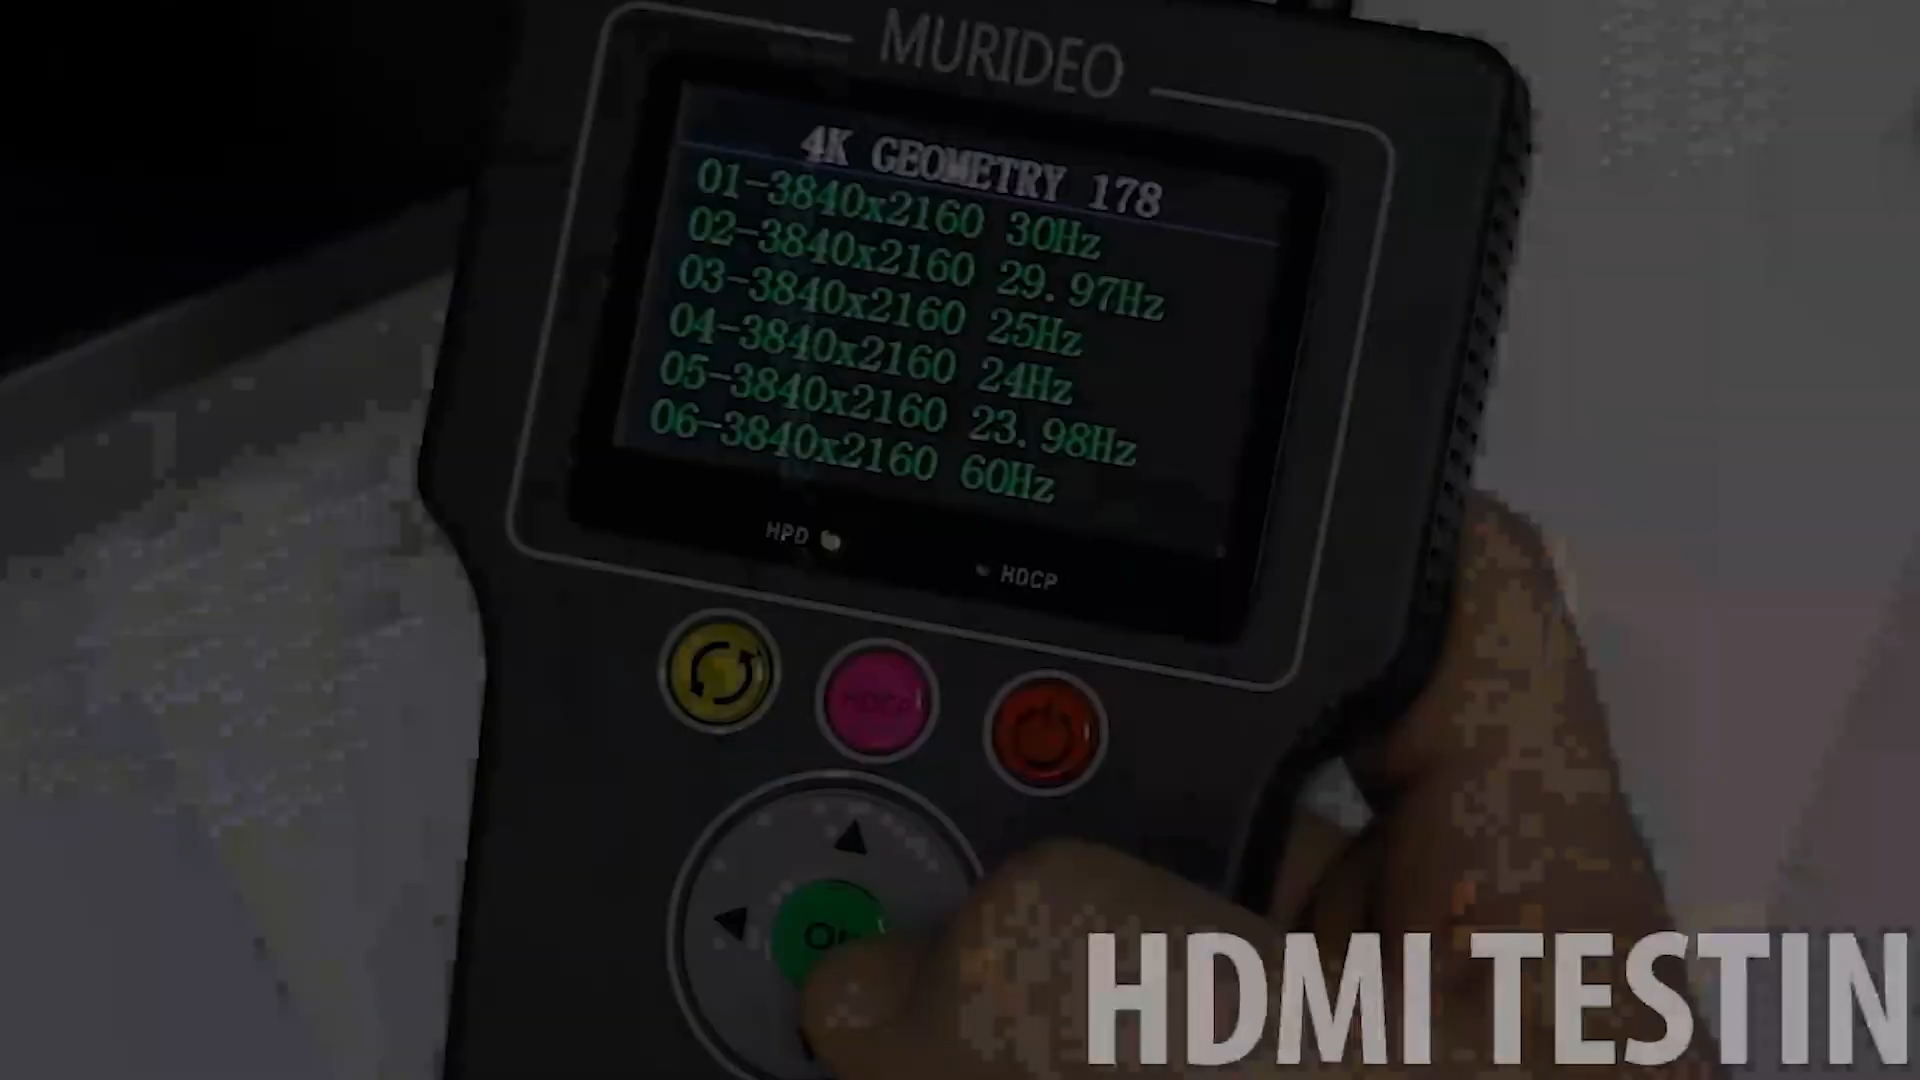 MURIDEO
4K GEOMETRY 178
01-3840x2160 30Hz
02-3840x2160 29.97Hz
03-3840x2160 25Hz
04-3840x2160 24Hz
05-3840x2160 23.98Hz
06-3840x2160 60Hz
HPD
HDCP
HDCP
HDMI TESTIN